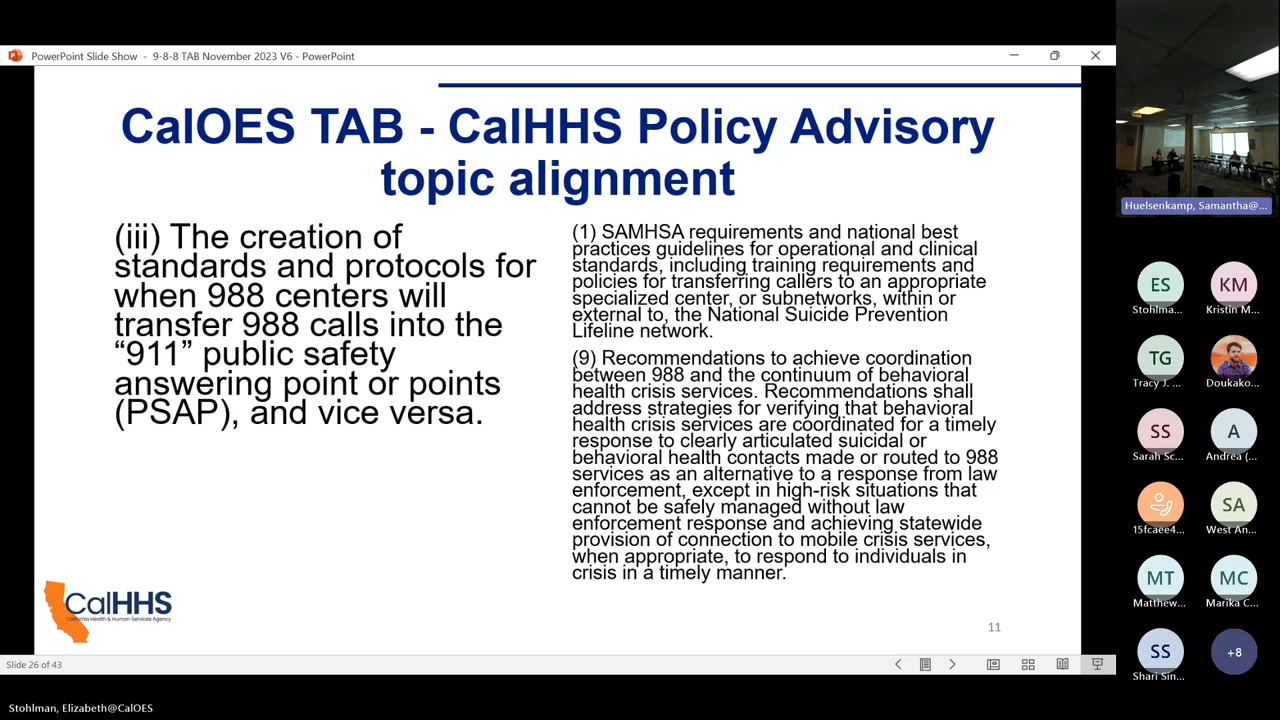 PowerPoint Slide Show - 9-8-8 TAB November 2023 V6 - PowerPoint
CalOES TAB - CalHHS Policy Advisory
topic alignment
(iii) The creation of
standards and protocols for
when 988 centers will
transfer 988 calls into the
“911” public safety
answering point or points
(PSAP), and vice versa.
(1) SAMHSA requirements and national best
practices guidelines for operational and clinical
standards, including training requirements and
policies for transferring callers to an appropriate
specialized center, or subnetworks, within or
external to, the National Suicide Prevention
Lifeline network.
(9) Recommendations to achieve coordination
between 988 and the continuum of behavioral
health crisis services. Recommendations shall
address strategies for verifying that behavioral
health crisis services are coordinated for a timely
response to clearly articulated suicidal or
behavioral health contacts made or routed to 988
services as an alternative to a response from law
enforcement, except in high-risk situations that
cannot be safely managed without law
enforcement response and achieving statewide
provision of connection to mobile crisis services,
when appropriate, to respond to individuals in
crisis in a timely manner.
CalHHS
California Health & Human Services Agency
11
Slide 26 of 43
Stohlman, Elizabeth@CalOES
Huelsenkamp, Samantha@...
ES
Stohlma...
KM
Kristin M...
TG
Tracy J. ...
Doukako...
SS
Sarah Sc...
A
Andrea (...
15fcaee4...
SA
West An...
MT
Matthew...
MC
Marika C...
SS
Shari Sin...
+8